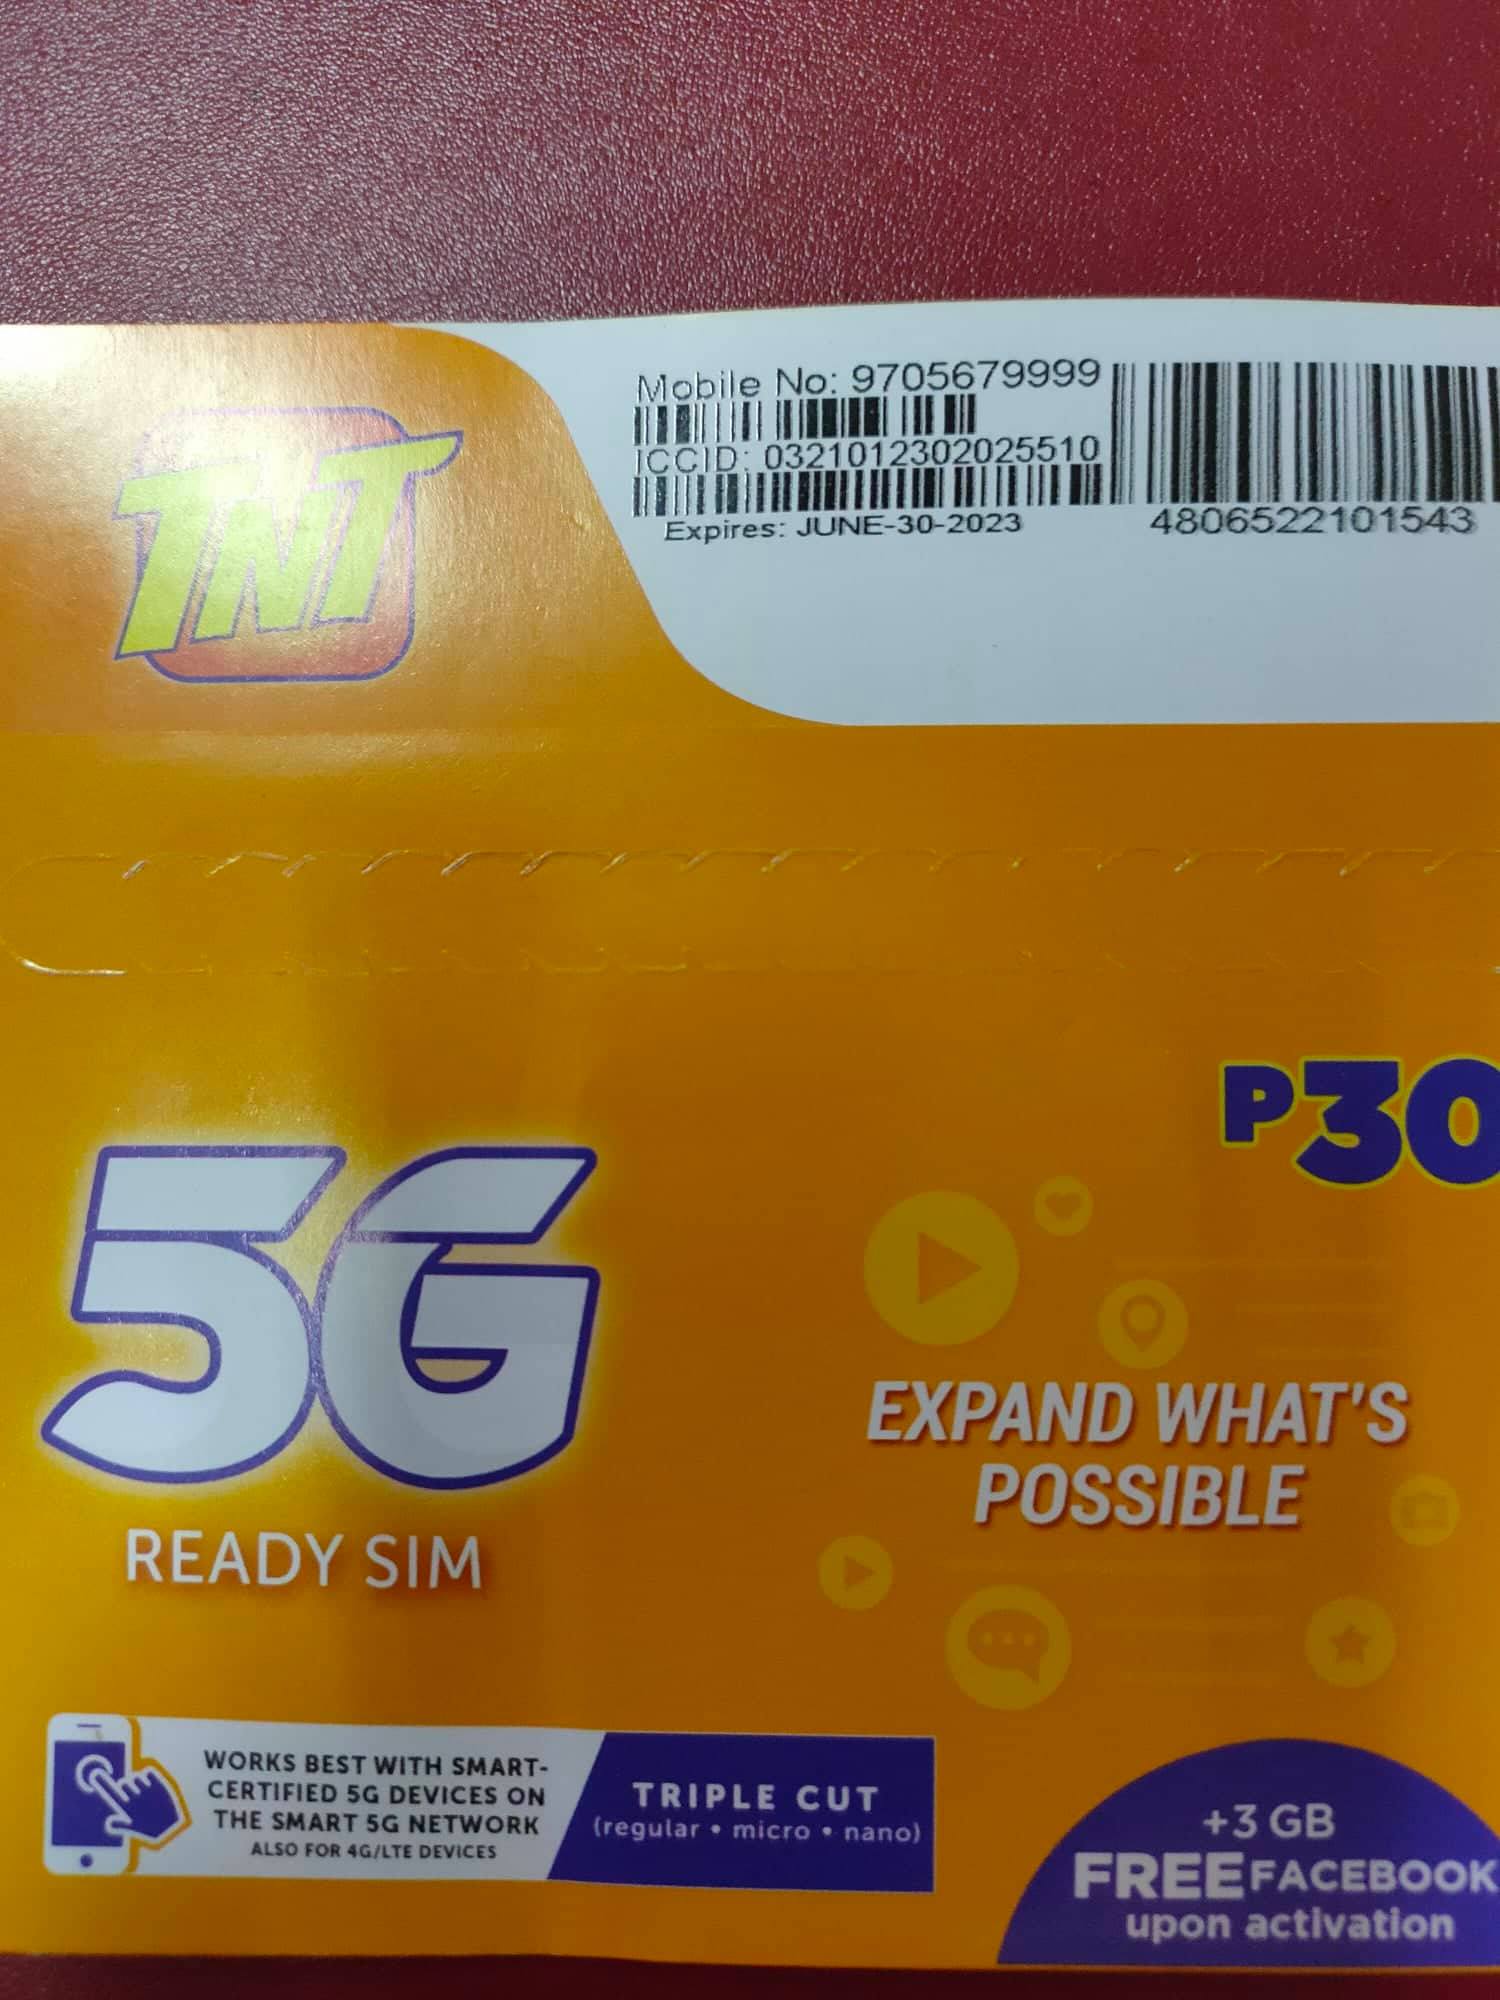 TNT
Mobile No: 9705679999
ICCID: 0321012302025510
Expires: JUNE-30-2023
4806522101543
P30
5G
READY SIM
EXPAND WHAT'S
POSSIBLE
WORKS BEST WITH SMART-
CERTIFIED 5G DEVICES ON
THE SMART 5G NETWORK
ALSO FOR 4G/LTE DEVICES
TRIPLE CUT
(regular • micro • nano)
+3 GB
FREE FACEBOOK
upon activation